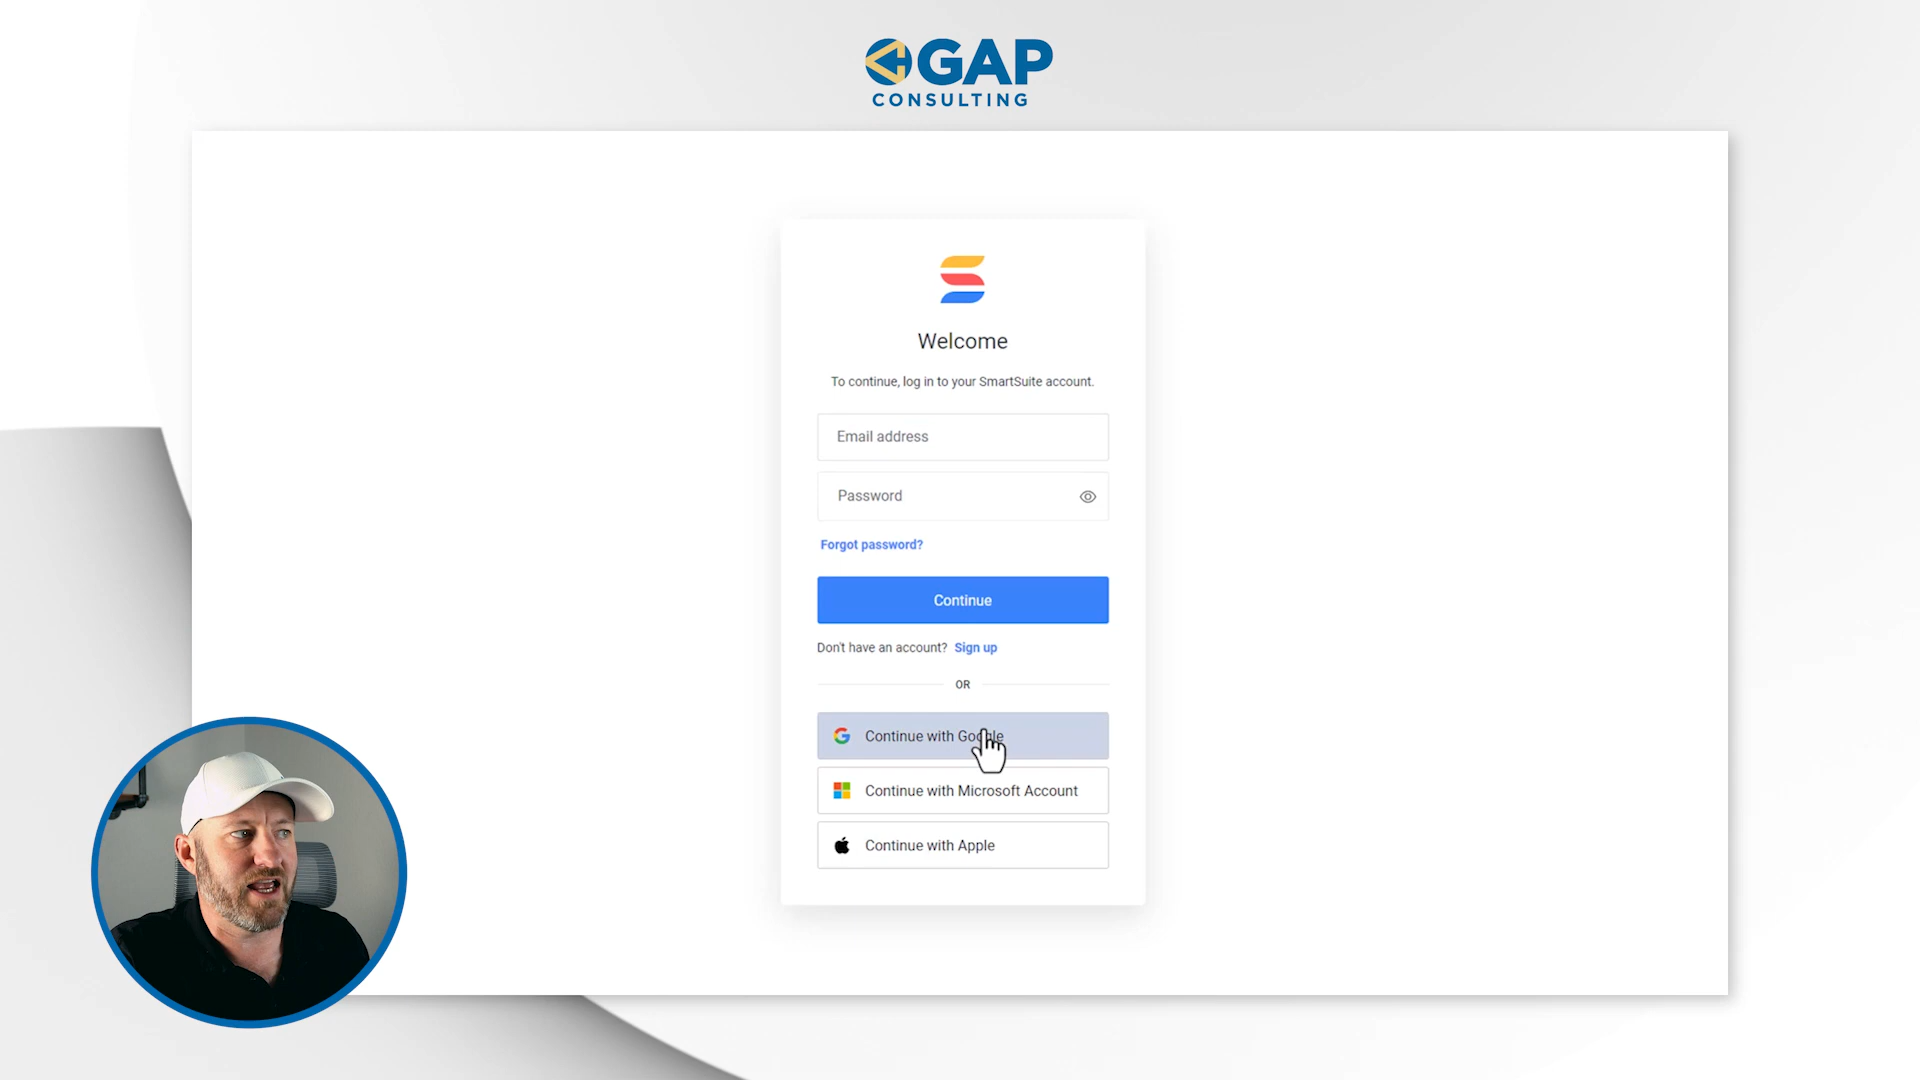 GAP
CONSULTING
Welcome
To continue, log in to your SmartSuite account.
Email address
Password
Forgot password?
Continue
Don't have an account? Sign up
OR
Continue with Google
Continue with Microsoft Account
Continue with Apple